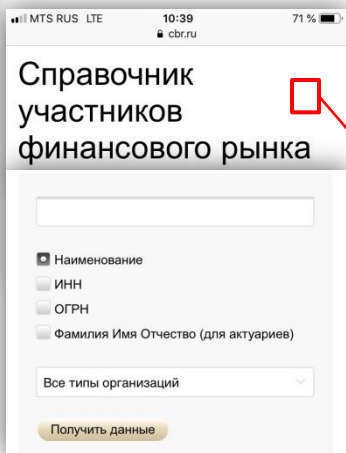 MTS RUS LTE 10:39 71 %
cbr.ru
Справочник
участников
финансового рынка
Наименование
ИНН
ОГРН
Фамилия Имя Отчество (для актуариев)
Все типы организаций
Получить данные